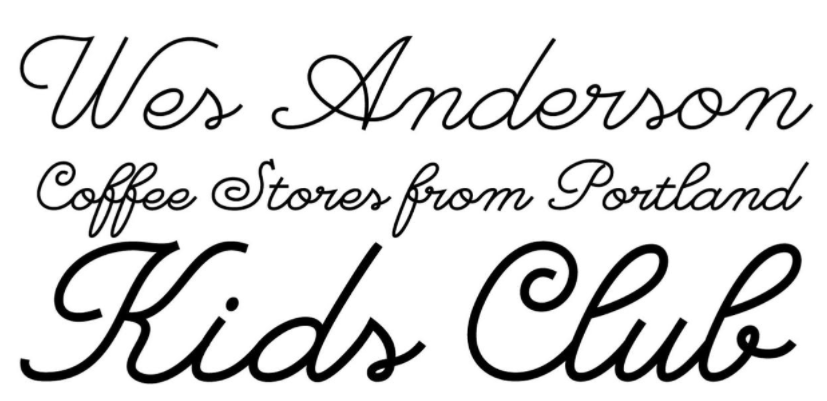 Wes Anderson
Coffee Stores from Portland
Kids Club